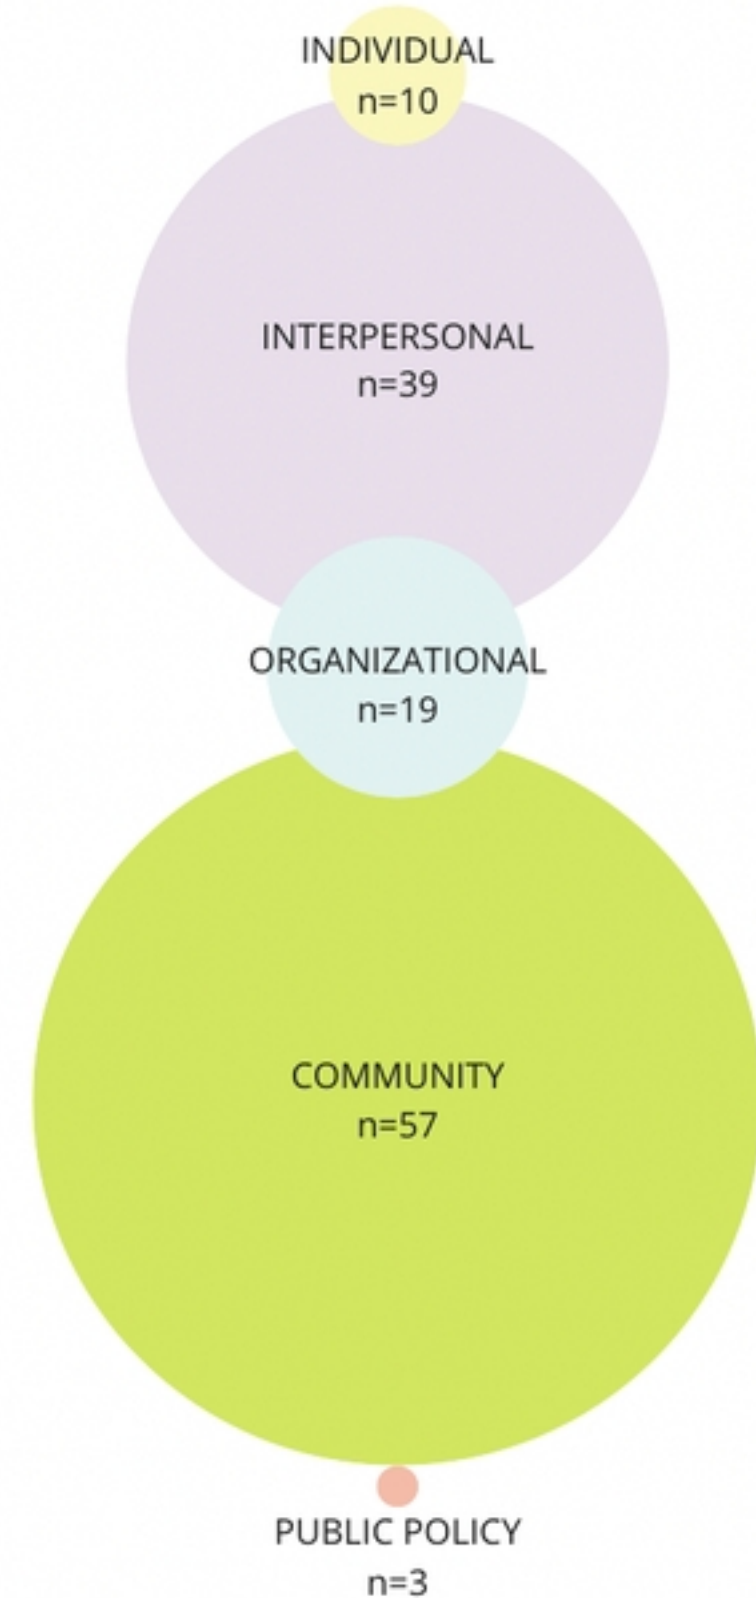 INDIVIDUAL
n=10
INTERPERSONAL
n=39
ORGANIZATIONAL
n=19
COMMUNITY
n=57
PUBLIC POLICY
n=3